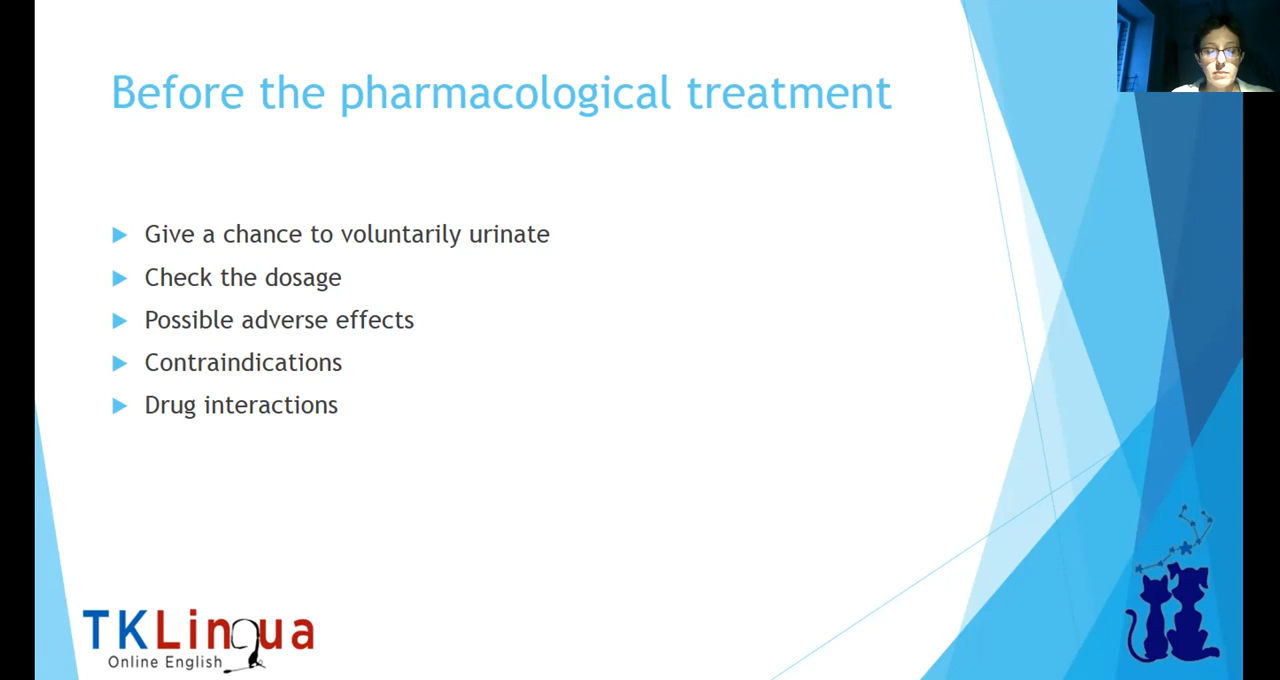 Before the pharmacological treatment
Give a chance to voluntarily urinate
Check the dosage
Possible adverse effects
Contraindications
Drug interactions
TKLingua
Online English